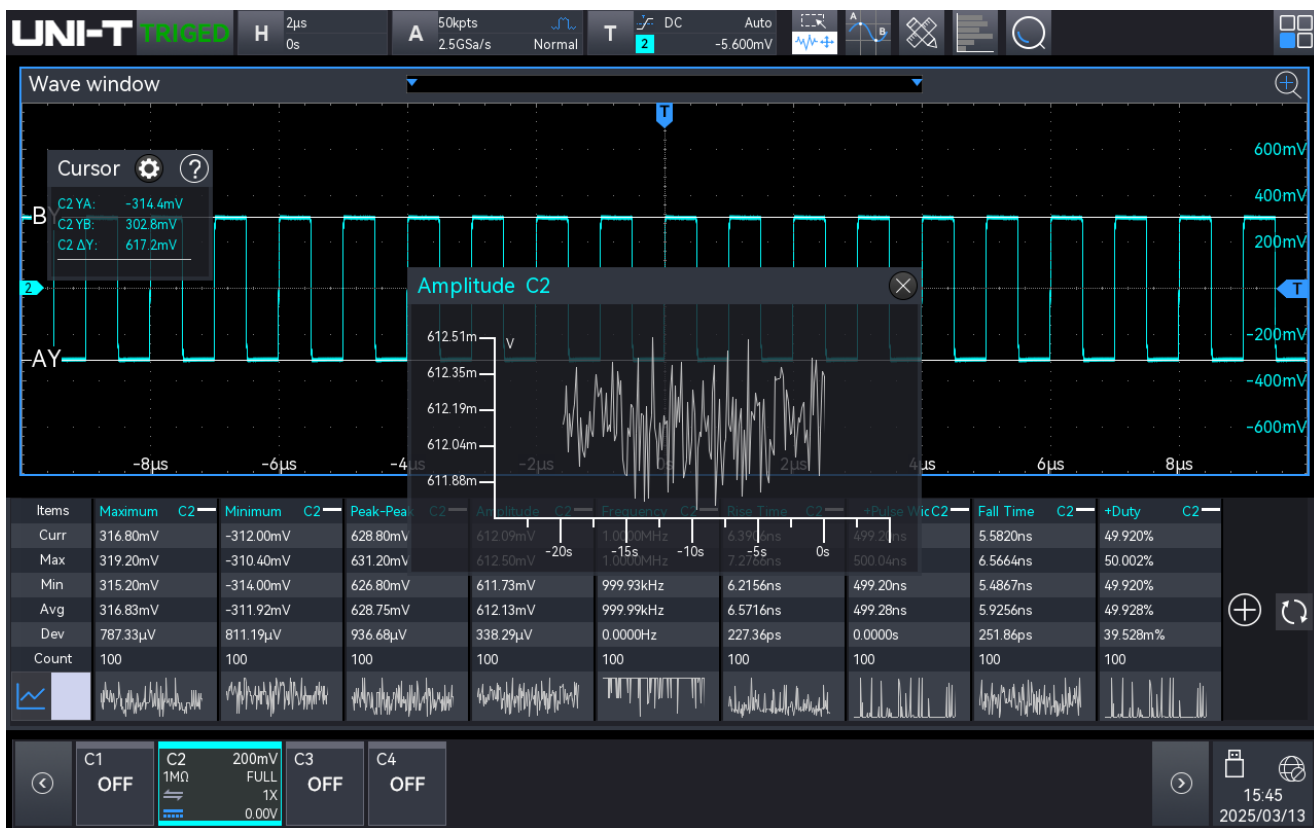 UNI-T TRIGED H 2µs A 50kpts T DC Auto
0s 2.5GSa/s Normal 2 -5.600mV
A B
Wave window
T
600mV
Cursor ?
400mV
C2 YA: -314.4mV
BY
C2 YB: 302.8mV
C2 ΔY: 617.2mV
200mV
2
Amplitude C2
T
612.51m V
-200mV
AY
612.35m
-400mV
612.19m
612.04m
-600mV
-8µs -6µs -4µs -2µs 0s 2µs 4µs 6µs 8µs
611.88m
-20s -15s -10s -5s 0s
Items Maximum C2 Minimum C2 Peak-Peak C2 Amplitude C2 Frequency C2 Rise Time C2 +Pulse WicC2 Fall Time C2 +Duty C2
Curr 316.80mV -312.00mV 628.80mV 612.09mV 1.0000MHz 499.20ns 5.5820ns 49.920%
Max 319.20mV -310.40mV 631.20mV 612.50mV 1.0000MHz 7.2766ns 500.04ns 6.5664ns 50.002%
Min 315.20mV -314.00mV 626.80mV 611.73mV 999.93kHz 6.2156ns 499.20ns 5.4867ns 49.920%
Avg 316.83mV -311.92mV 628.75mV 612.13mV 999.99kHz 6.5716ns 499.28ns 5.9256ns 49.928%
Dev 787.33µV 811.19µV 936.68µV 338.29µV 0.0000Hz 227.36ps 0.0000s 251.86ps 39.528m%
Count 100 100 100 100 100 100 100 100 100
C1
OFF
C2 200mV
1MΩ FULL
1X
0.00V
C3
OFF
C4
OFF
15:45
2025/03/13